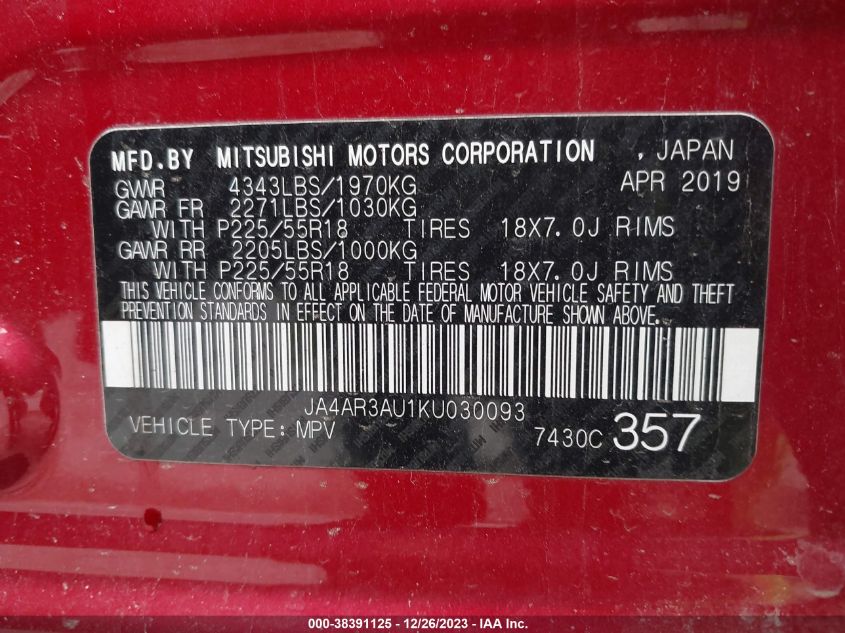 MFD.BY MITSUBISHI MOTORS CORPORATION , JAPAN
GVWR 4343LBS/1970KG APR 2019
GAWR FR 2271LBS/1030KG
WITH P225/55R18 TIRES 18X7.0J RIMS
GAWR RR 2205LBS/1000KG
WITH P225/55R18 TIRES 18X7.0J RIMS
THIS VEHICLE CONFORMS TO ALL APPLICABLE FEDERAL MOTOR VEHICLE SAFETY AND THEFT
PREVENTION STANDARDS IN EFFECT ON THE DATE OF MANUFACTURE SHOWN ABOVE.
JA4AR3AU1KU030093
VEHICLE TYPE: MPV 7430C 357
000-38391125 - 12/26/2023 - IAAI.COM